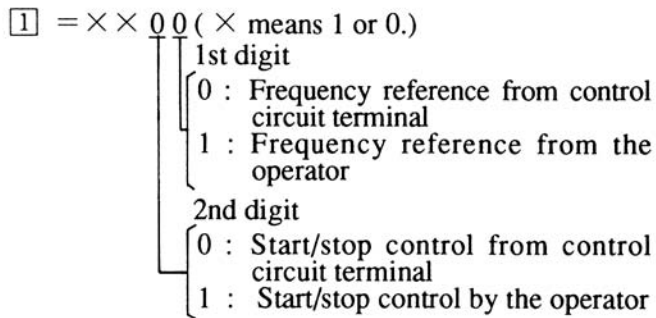 1 = × × 0 0 ( × means 1 or 0.)
1st digit
0 : Frequency reference from control
circuit terminal
1 : Frequency reference from the
operator
2nd digit
0 : Start/stop control from control
circuit terminal
1 : Start/stop control by the operator